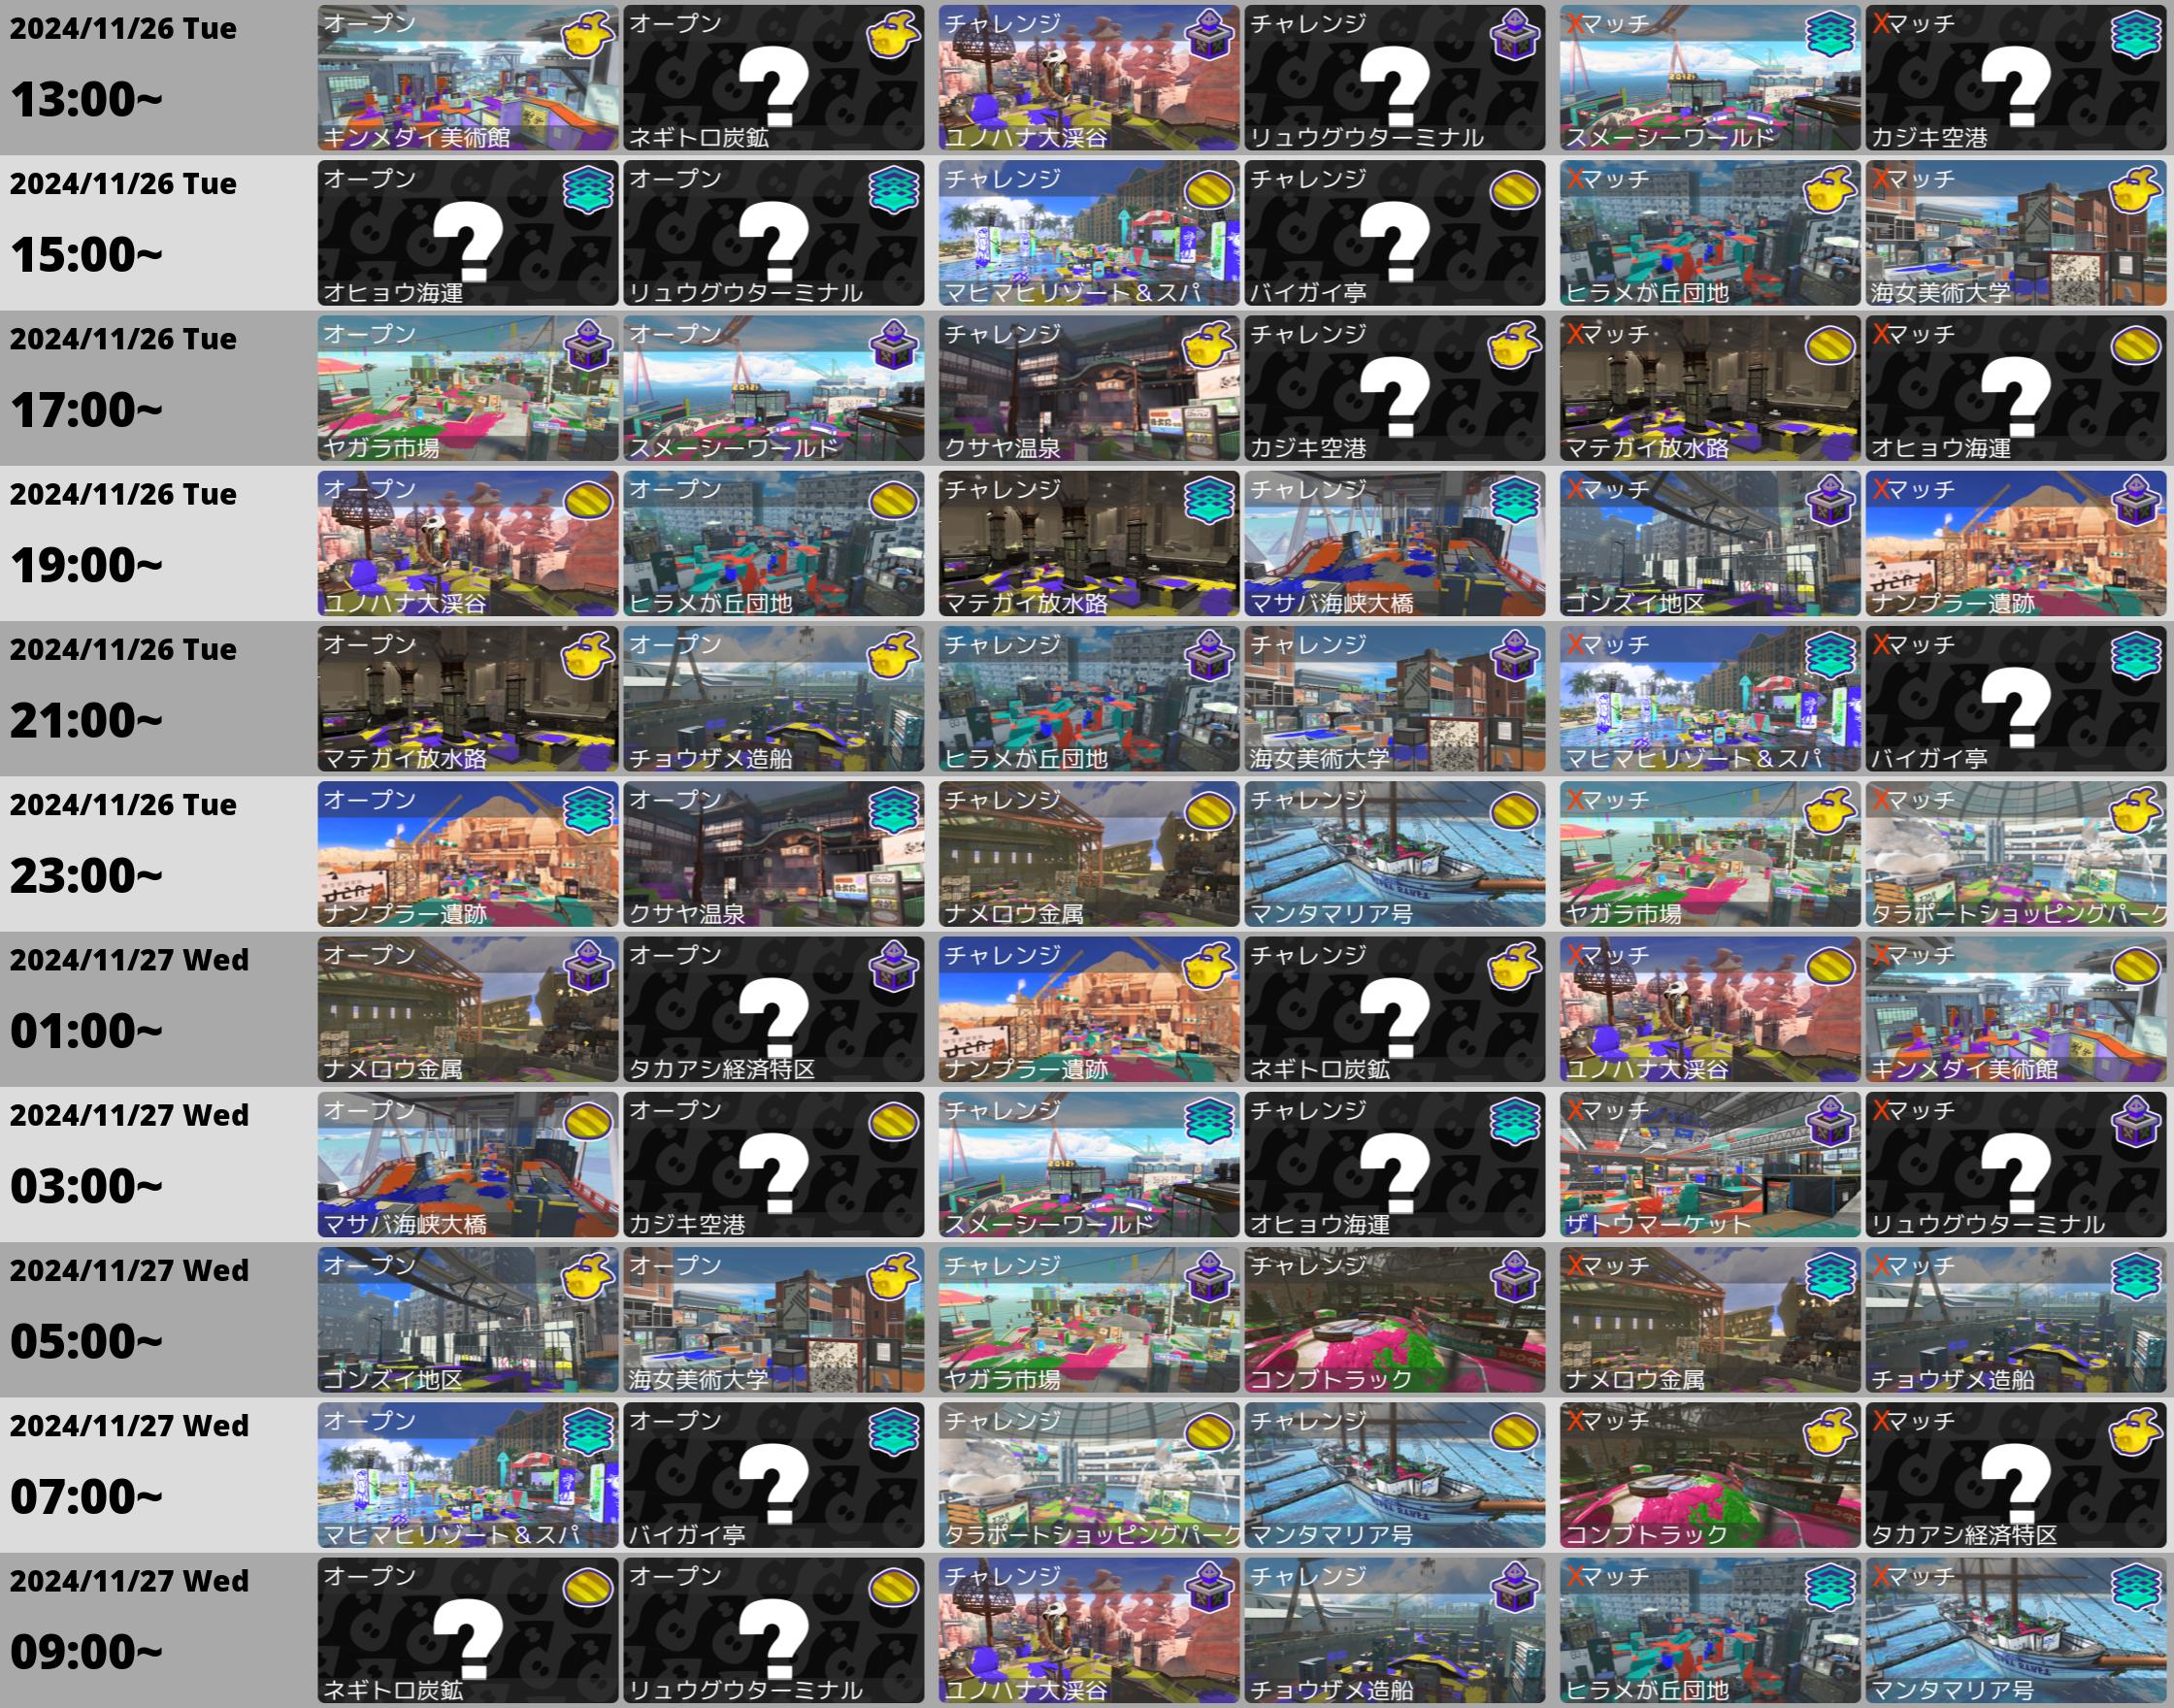 2024/11/26 Tue
13:00~
オープン
キンメダイ美術館
オープン
ネギトロ炭鉱
チャレンジ
ユノハナ大渓谷
チャレンジ
リュウグウターミナル
Xマッチ
スメーシーワールド
Xマッチ
カジキ空港
2024/11/26 Tue
15:00~
オープン
オヒョウ海運
オープン
リュウグウターミナル
チャレンジ
マヒマヒリゾート&スパ
チャレンジ
バイガイ亭
Xマッチ
ヒラメが丘団地
Xマッチ
海女美術大学
2024/11/26 Tue
17:00~
オープン
ヤガラ市場
オープン
スメーシーワールド
チャレンジ
クサヤ温泉
チャレンジ
カジキ空港
Xマッチ
マテガイ放水路
Xマッチ
オヒョウ海運
2024/11/26 Tue
19:00~
オープン
ユノハナ大渓谷
オープン
ヒラメが丘団地
チャレンジ
マテガイ放水路
チャレンジ
マサバ海峡大橋
Xマッチ
ゴンズイ地区
Xマッチ
ナンプラー遺跡
2024/11/26 Tue
21:00~
オープン
マテガイ放水路
オープン
チョウザメ造船
チャレンジ
ヒラメが丘団地
チャレンジ
海女美術大学
Xマッチ
マヒマヒリゾート&スパ
Xマッチ
バイガイ亭
2024/11/26 Tue
23:00~
オープン
ナンプラー遺跡
オープン
クサヤ温泉
チャレンジ
ナメロウ金属
チャレンジ
マンタマリア号
Xマッチ
ヤガラ市場
Xマッチ
タラポートショッピングパーク
2024/11/27 Wed
01:00~
オープン
ナメロウ金属
オープン
タカアシ経済特区
チャレンジ
ナンプラー遺跡
チャレンジ
ネギトロ炭鉱
Xマッチ
ユノハナ大渓谷
Xマッチ
キンメダイ美術館
2024/11/27 Wed
03:00~
オープン
マサバ海峡大橋
オープン
カジキ空港
チャレンジ
スメーシーワールド
チャレンジ
オヒョウ海運
Xマッチ
ザトウマーケット
Xマッチ
リュウグウターミナル
2024/11/27 Wed
05:00~
オープン
ゴンズイ地区
オープン
海女美術大学
チャレンジ
ヤガラ市場
チャレンジ
コンブトラック
Xマッチ
ナメロウ金属
Xマッチ
チョウザメ造船
2024/11/27 Wed
07:00~
オープン
マヒマヒリゾート&スパ
オープン
バイガイ亭
チャレンジ
タラポートショッピングパーク
チャレンジ
マンタマリア号
Xマッチ
コンブトラック
Xマッチ
タカアシ経済特区
2024/11/27 Wed
09:00~
オープン
ネギトロ炭鉱
オープン
リュウグウターミナル
チャレンジ
ユノハナ大渓谷
チャレンジ
チョウザメ造船
Xマッチ
ヒラメが丘団地
Xマッチ
マンタマリア号